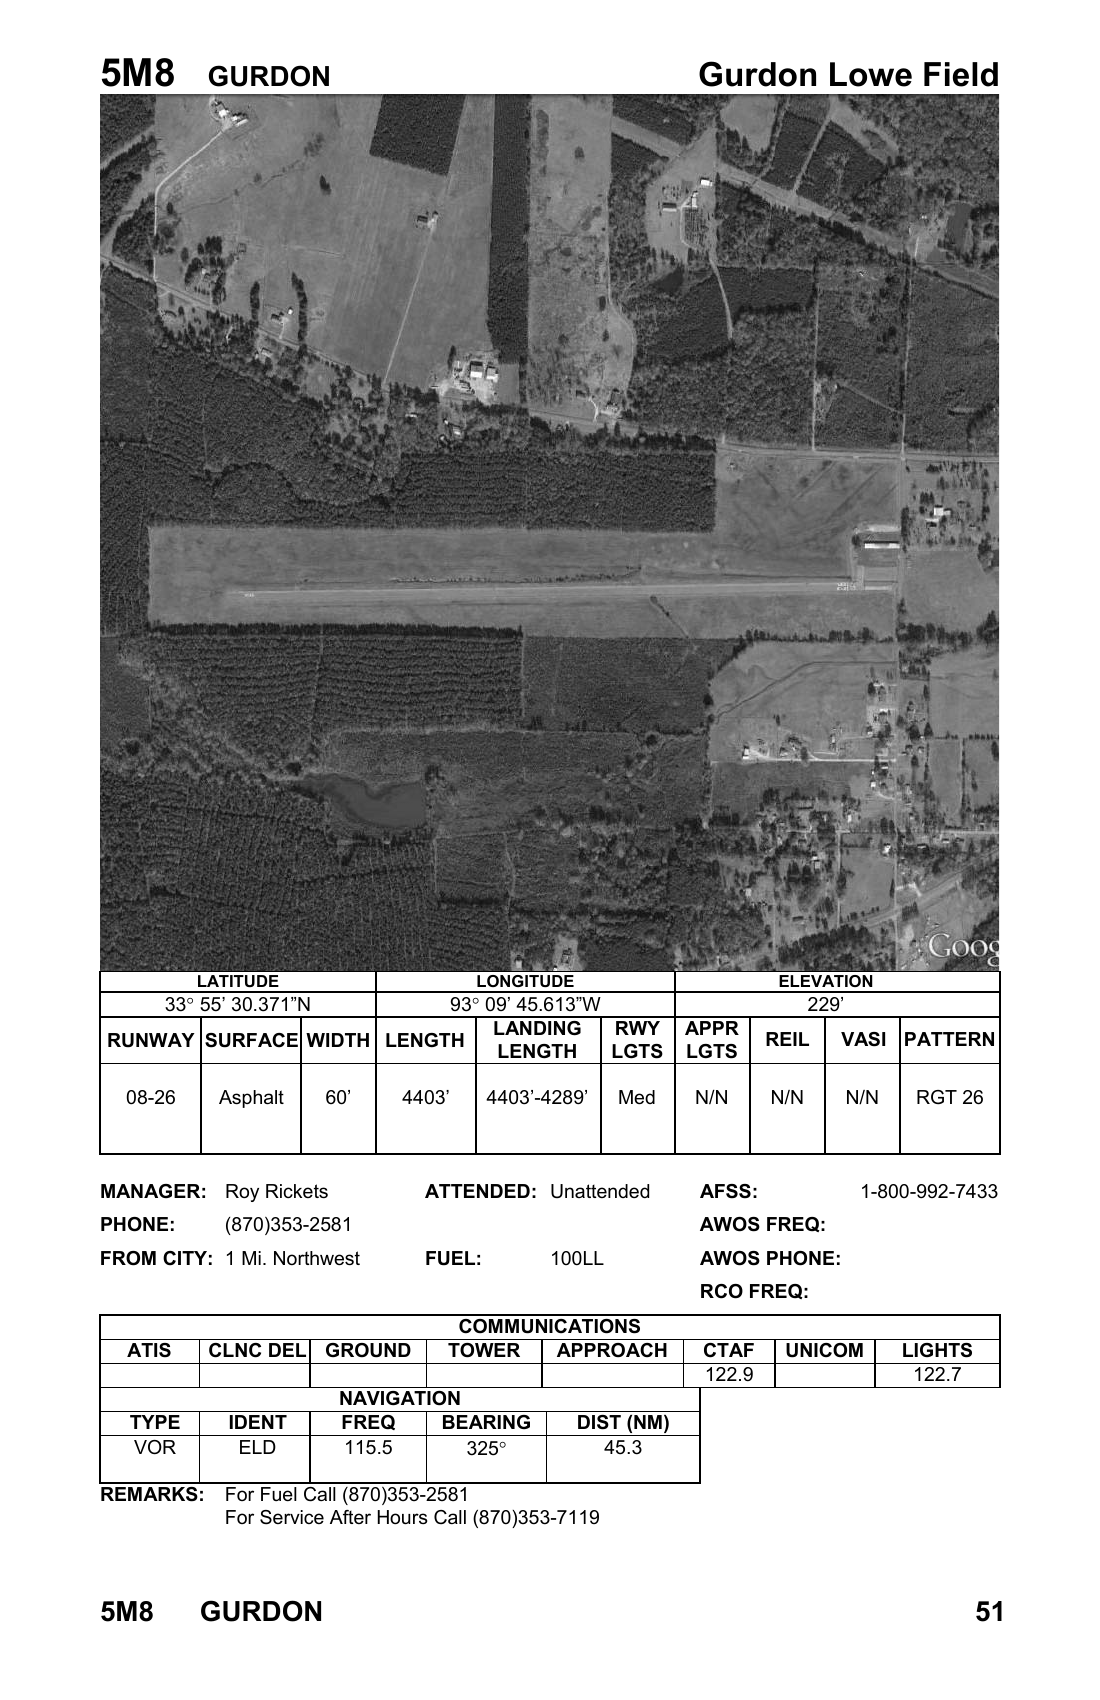 5M8 GURDON Gurdon Lowe Field
Goog
LATITUDE LONGITUDE ELEVATION
33° 55’ 30.371”N 93° 09’ 45.613”W 229’
RUNWAY SURFACE WIDTH LENGTH LANDING LENGTH RWY LGTS APPR LGTS REIL VASI PATTERN
08-26 Asphalt 60’ 4403’ 4403’-4289’ Med N/N N/N N/N RGT 26
MANAGER: Roy Rickets ATTENDED: Unattended AFSS: 1-800-992-7433
PHONE: (870)353-2581 AWOS FREQ:
FROM CITY: 1 Mi. Northwest FUEL: 100LL AWOS PHONE:
RCO FREQ:
COMMUNICATIONS
ATIS CLNC DEL GROUND TOWER APPROACH CTAF UNICOM LIGHTS
122.9 122.7
NAVIGATION
TYPE IDENT FREQ BEARING DIST (NM)
VOR ELD 115.5 325° 45.3
REMARKS: For Fuel Call (870)353-2581
For Service After Hours Call (870)353-7119
5M8 GURDON 51